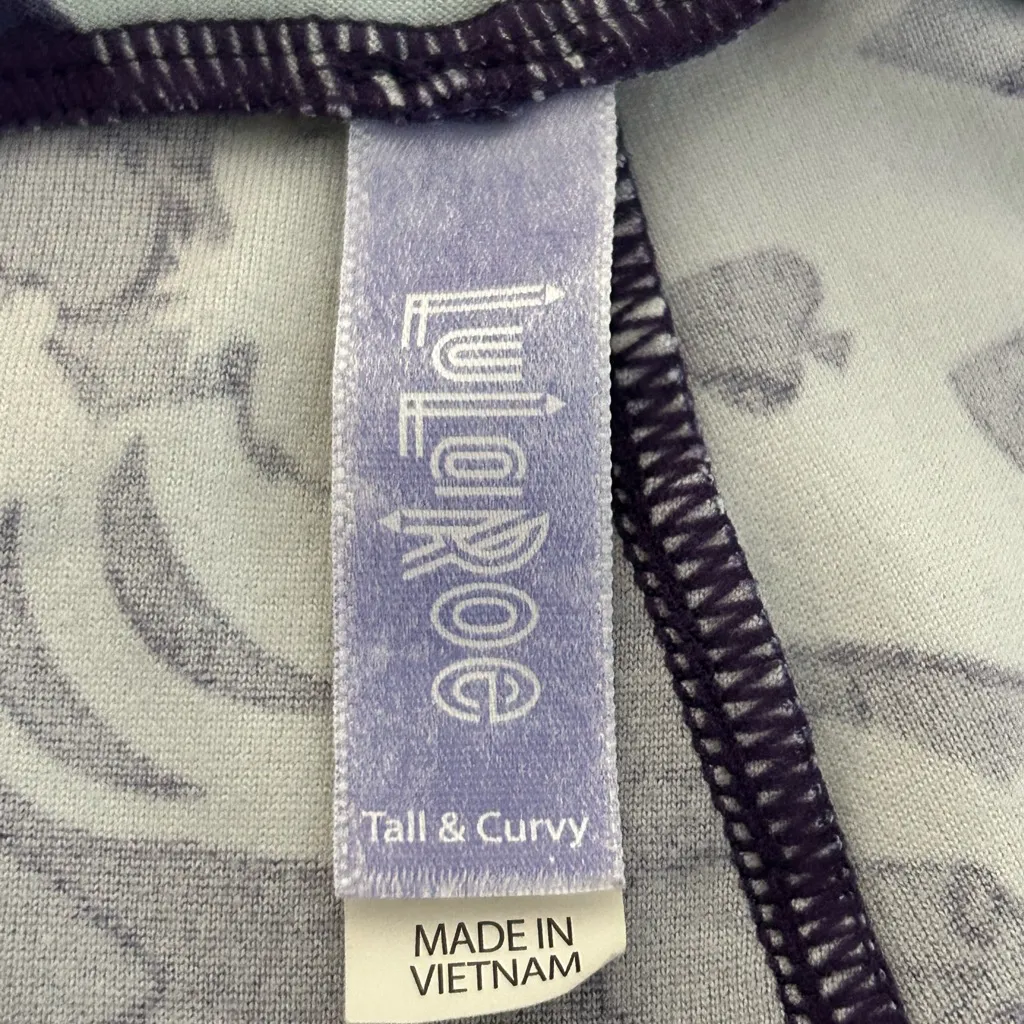 LuLaRoe
Tall & Curvy
MADE IN
VIETNAM